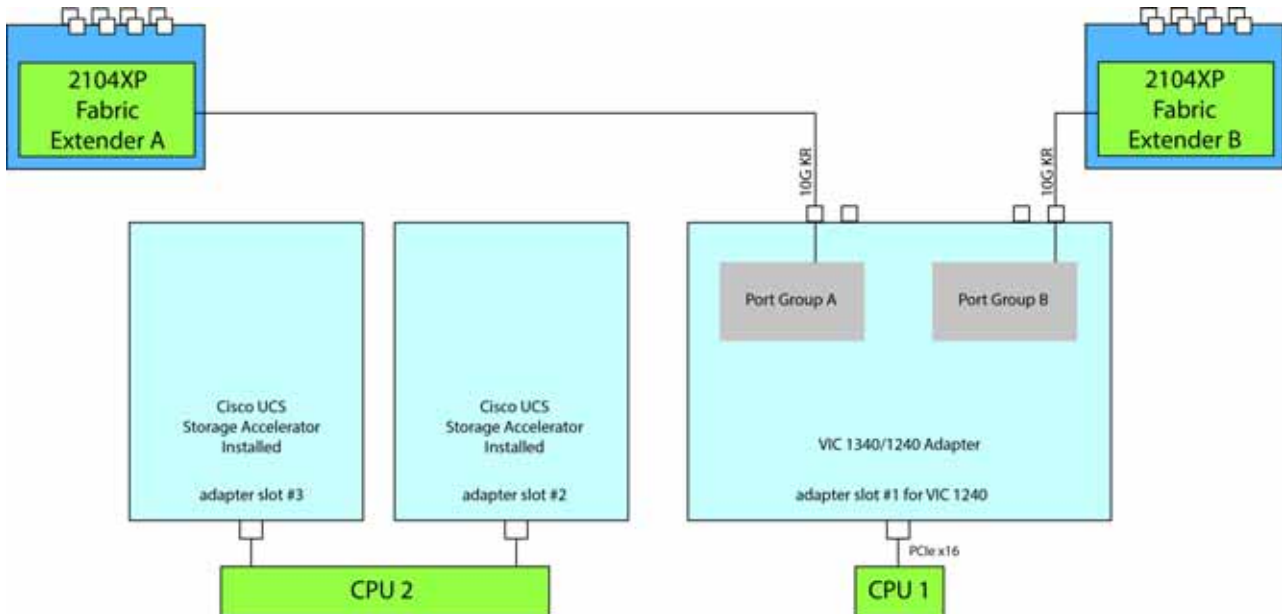 2104XP
Fabric
Extender A
2104XP
Fabric
Extender B
10G KR
10G KR
Port Group A
Port Group B
Cisco UCS
Storage Accelerator
Installed
adapter slot #3
Cisco UCS
Storage Accelerator
Installed
adapter slot #2
VIC 1340/1240 Adapter
adapter slot #1 for VIC 1240
PCIe x16
CPU 2
CPU 1